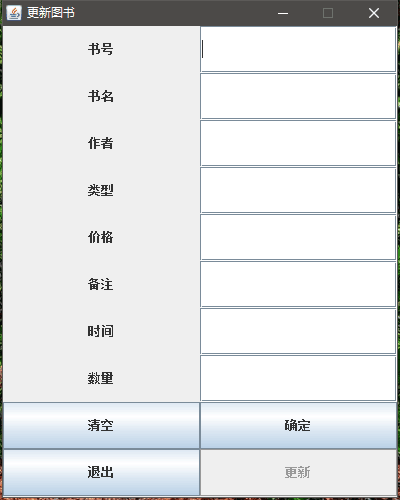 更新图书
书号
书名
作者
类型
价格
备注
时间
数量
清空 确定
退出 更新